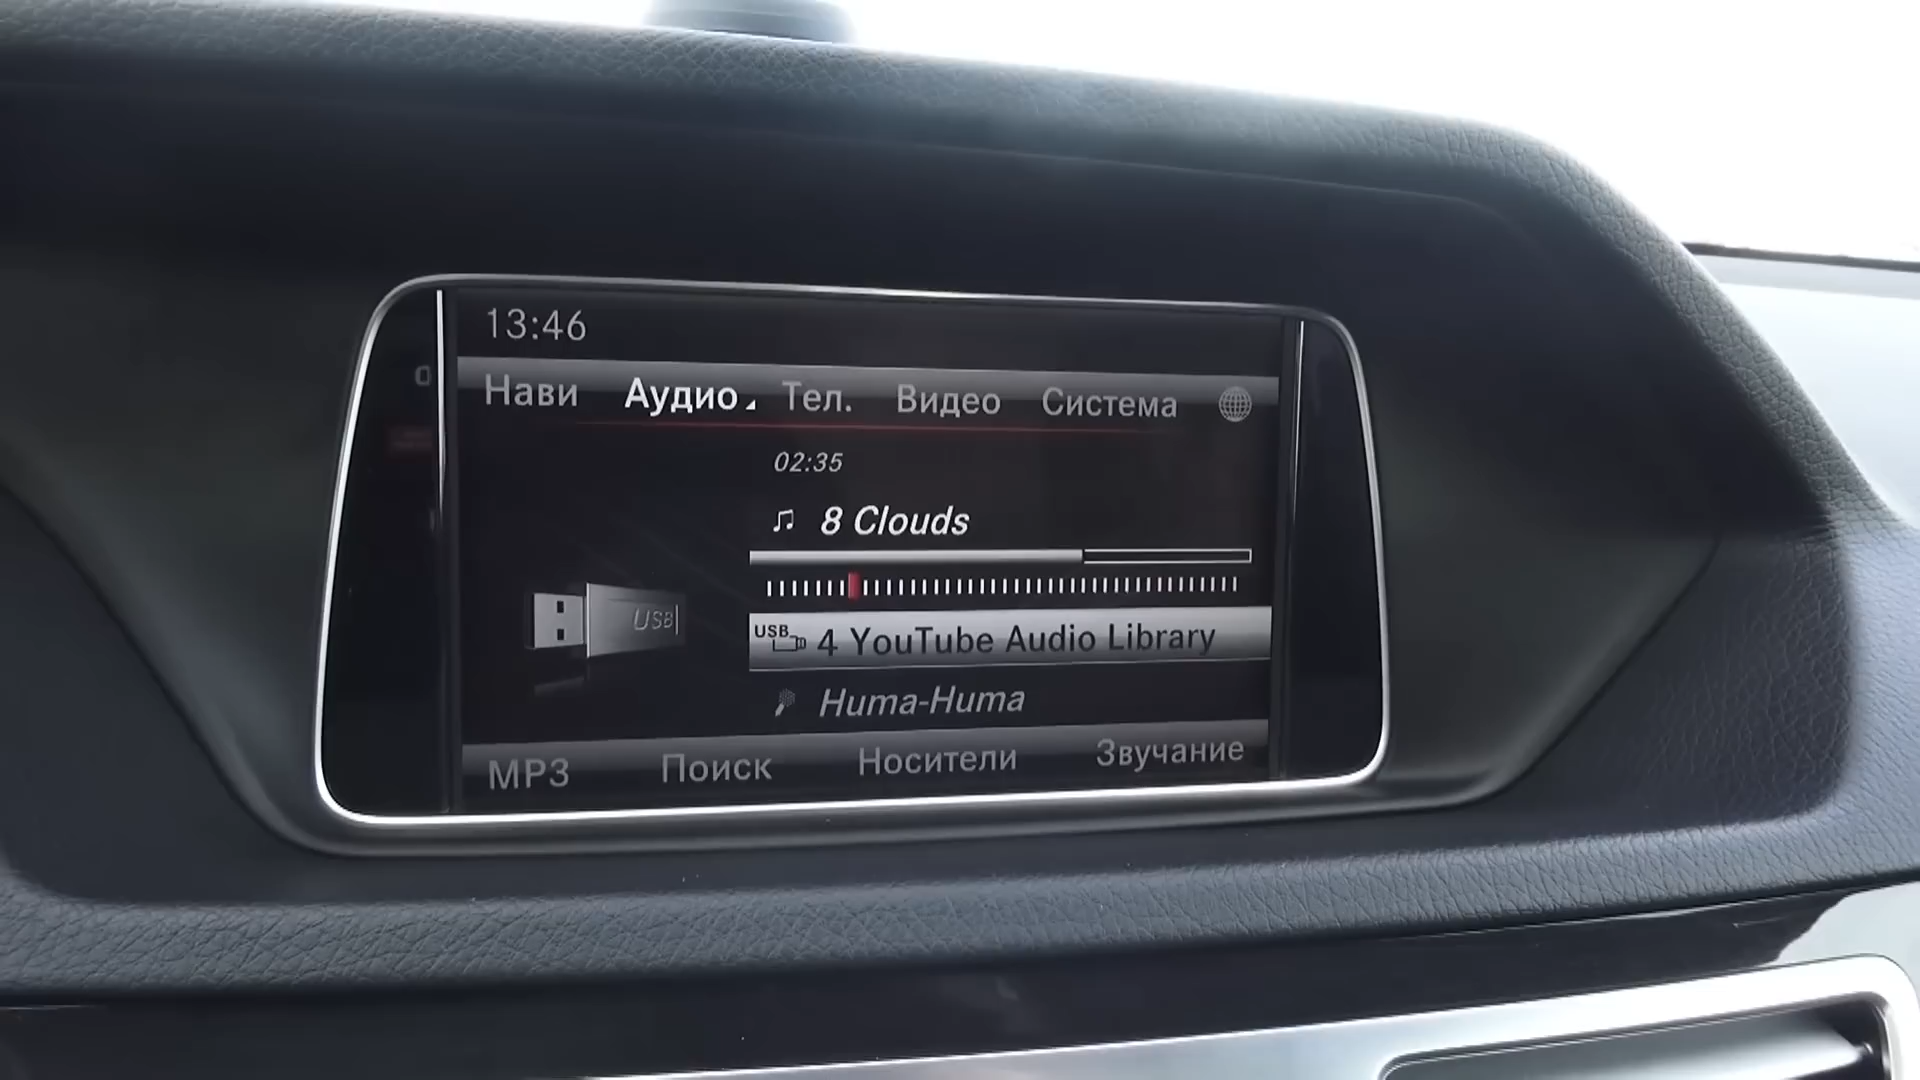 13:46
Нави Аудио Тел. Видео Система
02:35
8 Clouds
USB
USB 4 YouTube Audio Library
Huma-Huma
MP3 Поиск Носители Звучание